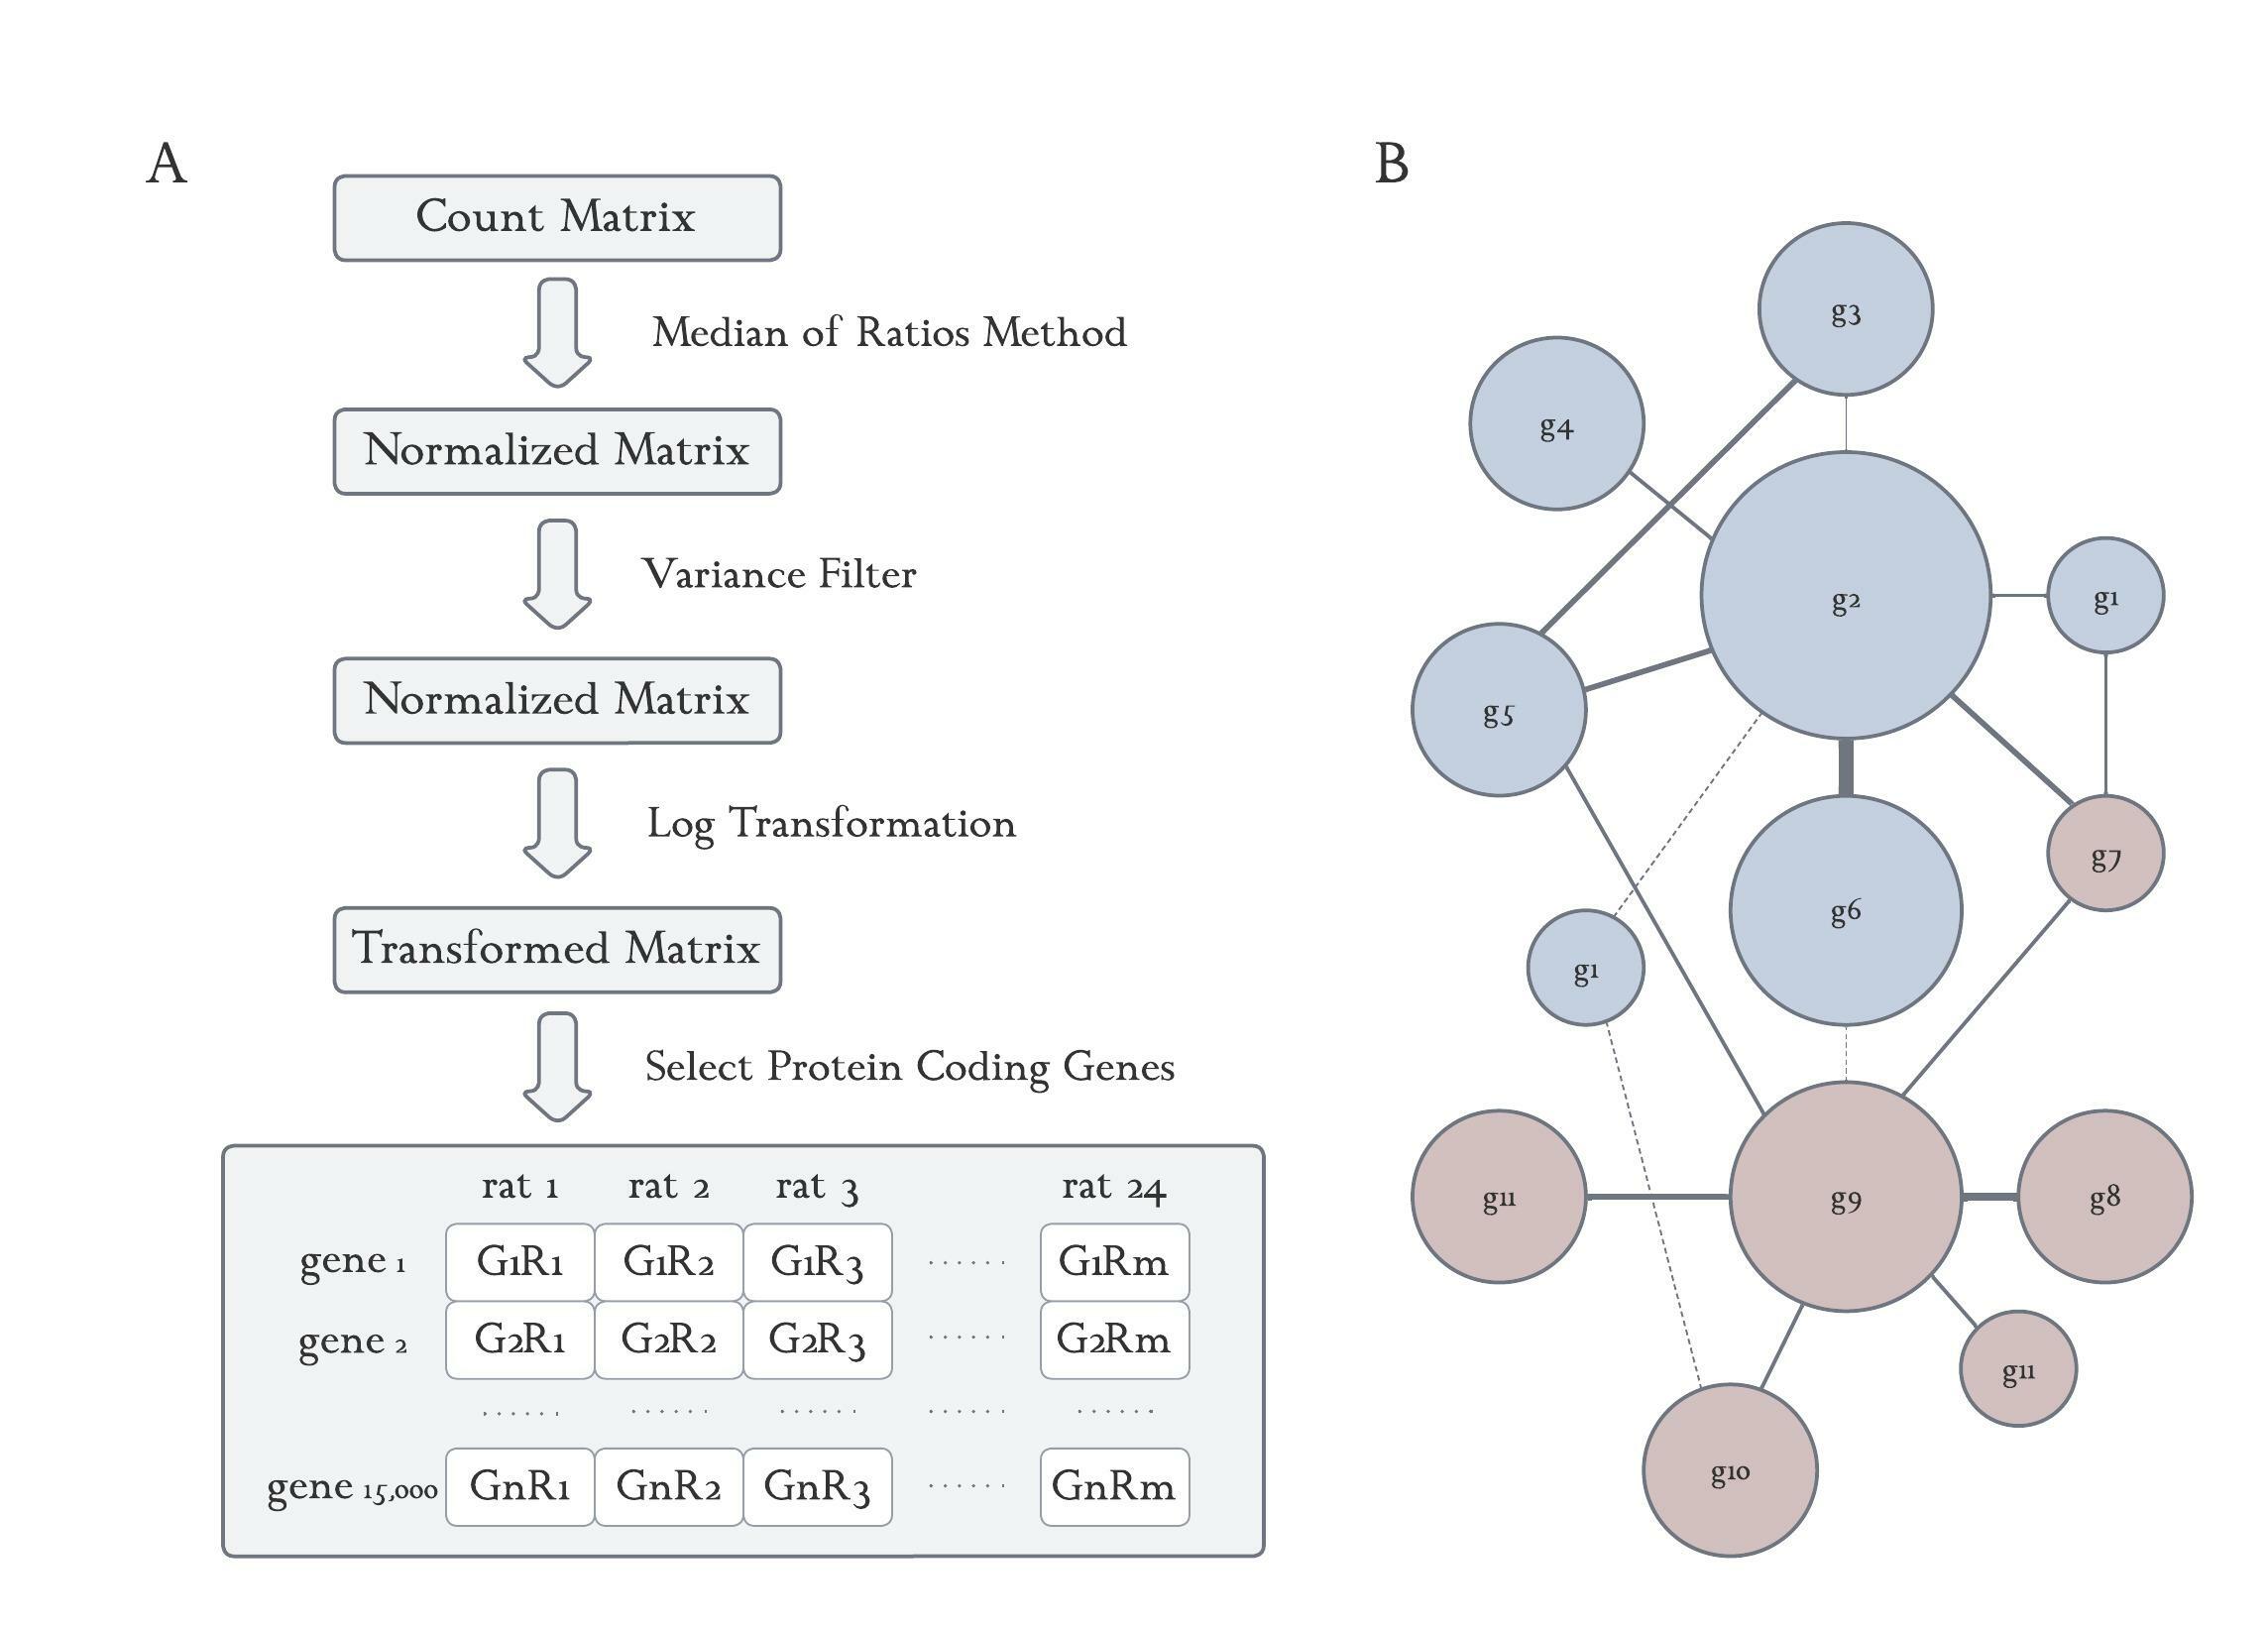 A
Count Matrix
Median of Ratios Method
Normalized Matrix
Variance Filter
Normalized Matrix
Log Transformation
Transformed Matrix
Select Protein Coding Genes
rat 1 rat 2 rat 3 rat 24
gene 1 G1R1 G1R2 G1R3 ...... G1Rm
gene 2 G2R1 G2R2 G2R3 ...... G2Rm
...... ...... ...... ...... ......
gene 15,000 GnR1 GnR2 GnR3 ...... GnRm
B
g3
g4
g2
g1
g5
g7
g6
g1
g11
g9
g8
g11
g10